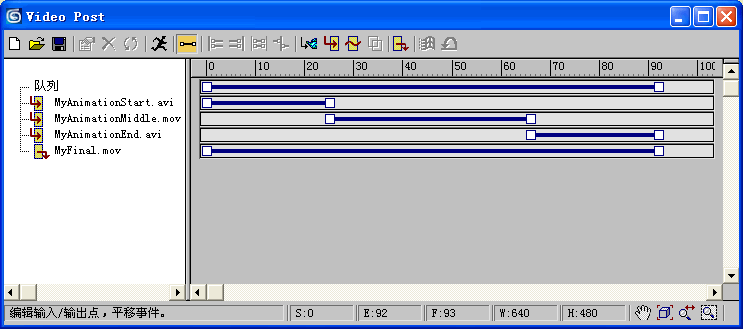 Video Post
0 10 20 30 40 50 60 70 80 90 100
队列
MyAnimationStart.avi
MyAnimationMiddle.mov
MyAnimationEnd.avi
MyFinal.mov
编辑输入/输出点，平移事件。 S:0 E:92 F:93 W:640 H:480